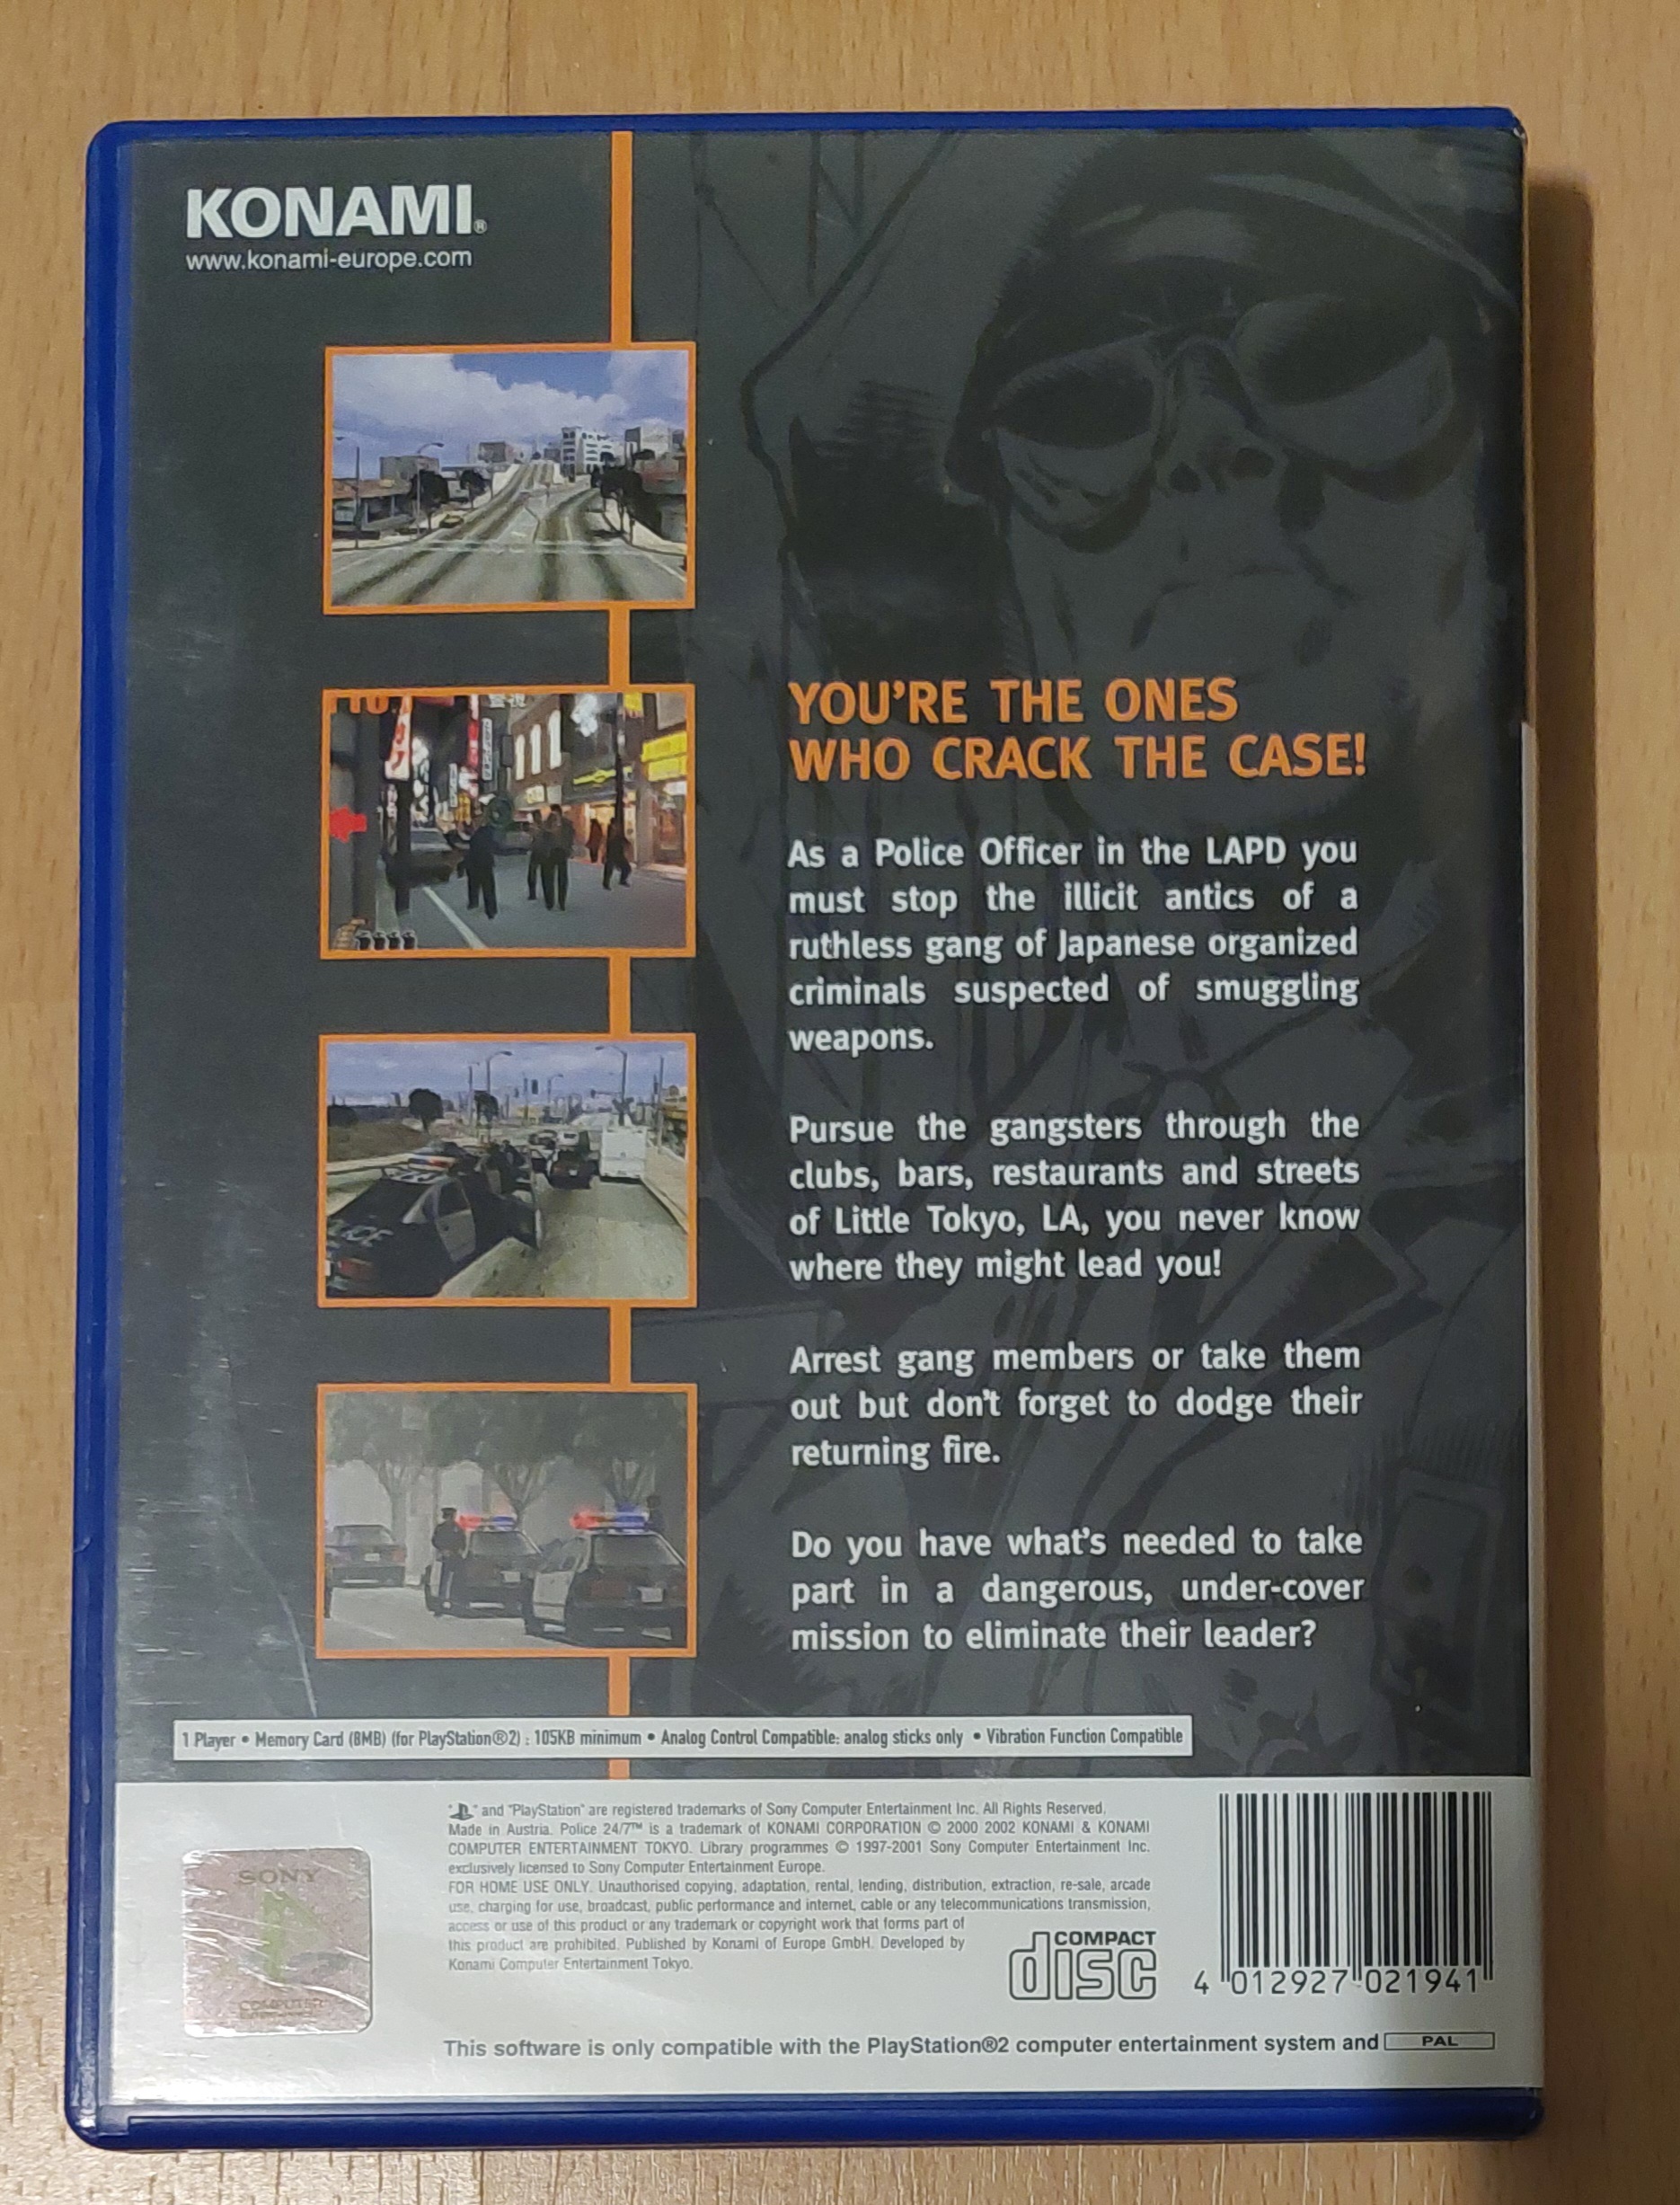 KONAMI®
www.konami-europe.com
YOU'RE THE ONES
WHO CRACK THE CASE!
As a Police Officer in the LAPD you
must stop the illicit antics of a
ruthless gang of Japanese organized
criminals suspected of smuggling
weapons.
Pursue the gangsters through the
clubs, bars, restaurants and streets
of Little Tokyo, LA, you never know
where they might lead you!
Arrest gang members or take them
out but don't forget to dodge their
returning fire.
Do you have what's needed to take
part in a dangerous, under-cover
mission to eliminate their leader?
1 Player • Memory Card (8MB) (for PlayStation®2) : 105KB minimum • Analog Control Compatible: analog sticks only • Vibration Function Compatible
" " and "PlayStation" are registered trademarks of Sony Computer Entertainment Inc. All Rights Reserved.
Made in Austria. Police 24/7™ is a trademark of KONAMI CORPORATION © 2000 2002 KONAMI & KONAMI
COMPUTER ENTERTAINMENT TOKYO. Library programmes © 1997-2001 Sony Computer Entertainment Inc.
exclusively licensed to Sony Computer Entertainment Europe.
FOR HOME USE ONLY. Unauthorised copying, adaptation, rental, lending, distribution, extraction, re-sale, arcade
use, charging for use, broadcast, public performance and internet, cable or any telecommunications transmission,
access or use of this product or any trademark or copyright work that forms part of
this product are prohibited. Published by Konami of Europe GmbH. Developed by
Konami Computer Entertainment Tokyo.
SONY
COMPUTER
COMPACT
disc
4 012927 021941
This software is only compatible with the PlayStation®2 computer entertainment system and PAL